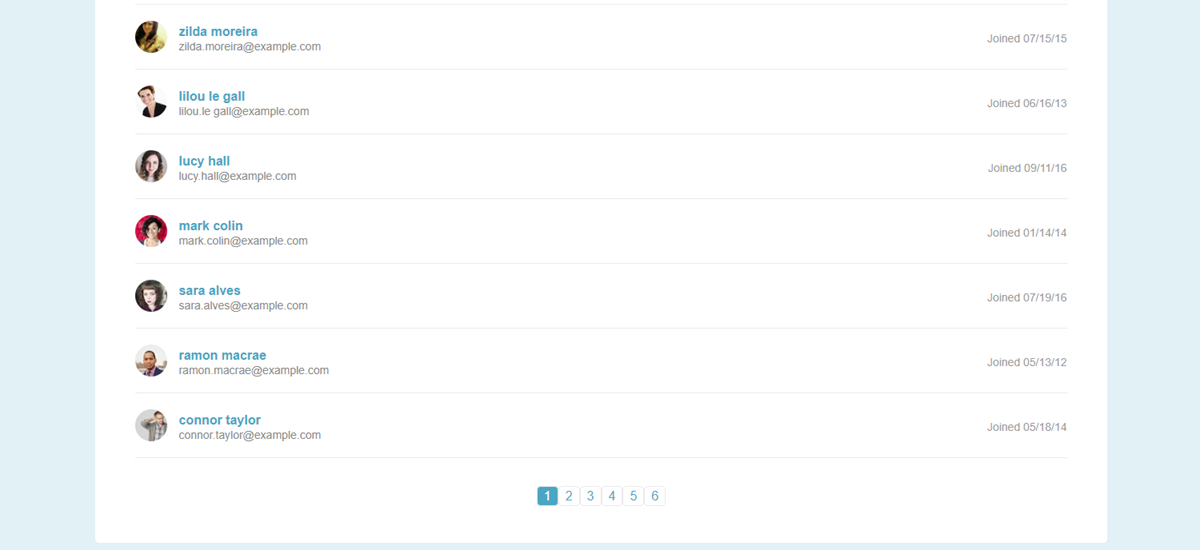 zilda moreira
zilda.moreira@example.com
Joined 07/15/15
lilou le gall
lilou.le gall@example.com
Joined 06/16/13
lucy hall
lucy.hall@example.com
Joined 09/11/16
mark colin
mark.colin@example.com
Joined 01/14/14
sara alves
sara.alves@example.com
Joined 07/19/16
ramon macrae
ramon.macrae@example.com
Joined 05/13/12
connor taylor
connor.taylor@example.com
Joined 05/18/14
1 2 3 4 5 6